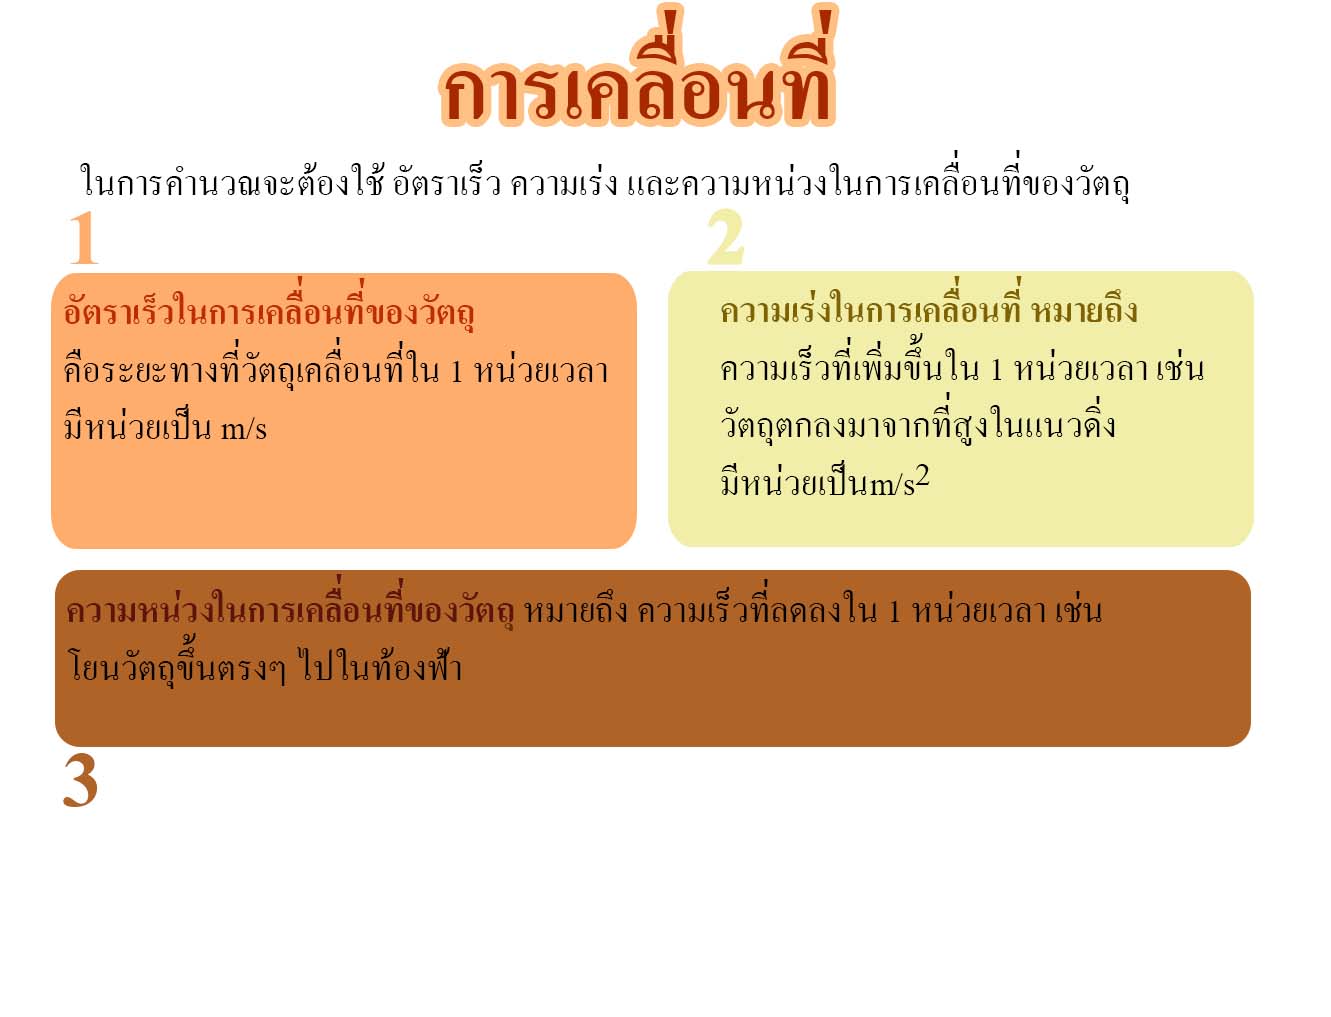 การเคลื่อนที่
ในการคำนวณจะต้องใช้ อัตราเร็ว ความเร่ง และความหน่วงในการเคลื่อนที่ของวัตถุ
1
อัตราเร็วในการเคลื่อนที่ของวัตถุ
คือระยะทางที่วัตถุเคลื่อนที่ใน 1 หน่วยเวลา
มีหน่วยเป็น m/s
2
ความเร่งในการเคลื่อนที่ หมายถึง
ความเร็วที่เพิ่มขึ้นใน 1 หน่วยเวลา เช่น
วัตถุตกลงมาจากที่สูงในแนวดิ่ง
มีหน่วยเป็นm/s²
ความหน่วงในการเคลื่อนที่ของวัตถุ หมายถึง ความเร็วที่ลดลงใน 1 หน่วยเวลา เช่น
โยนวัตถุขึ้นตรงๆ ไปในท้องฟ้า
3